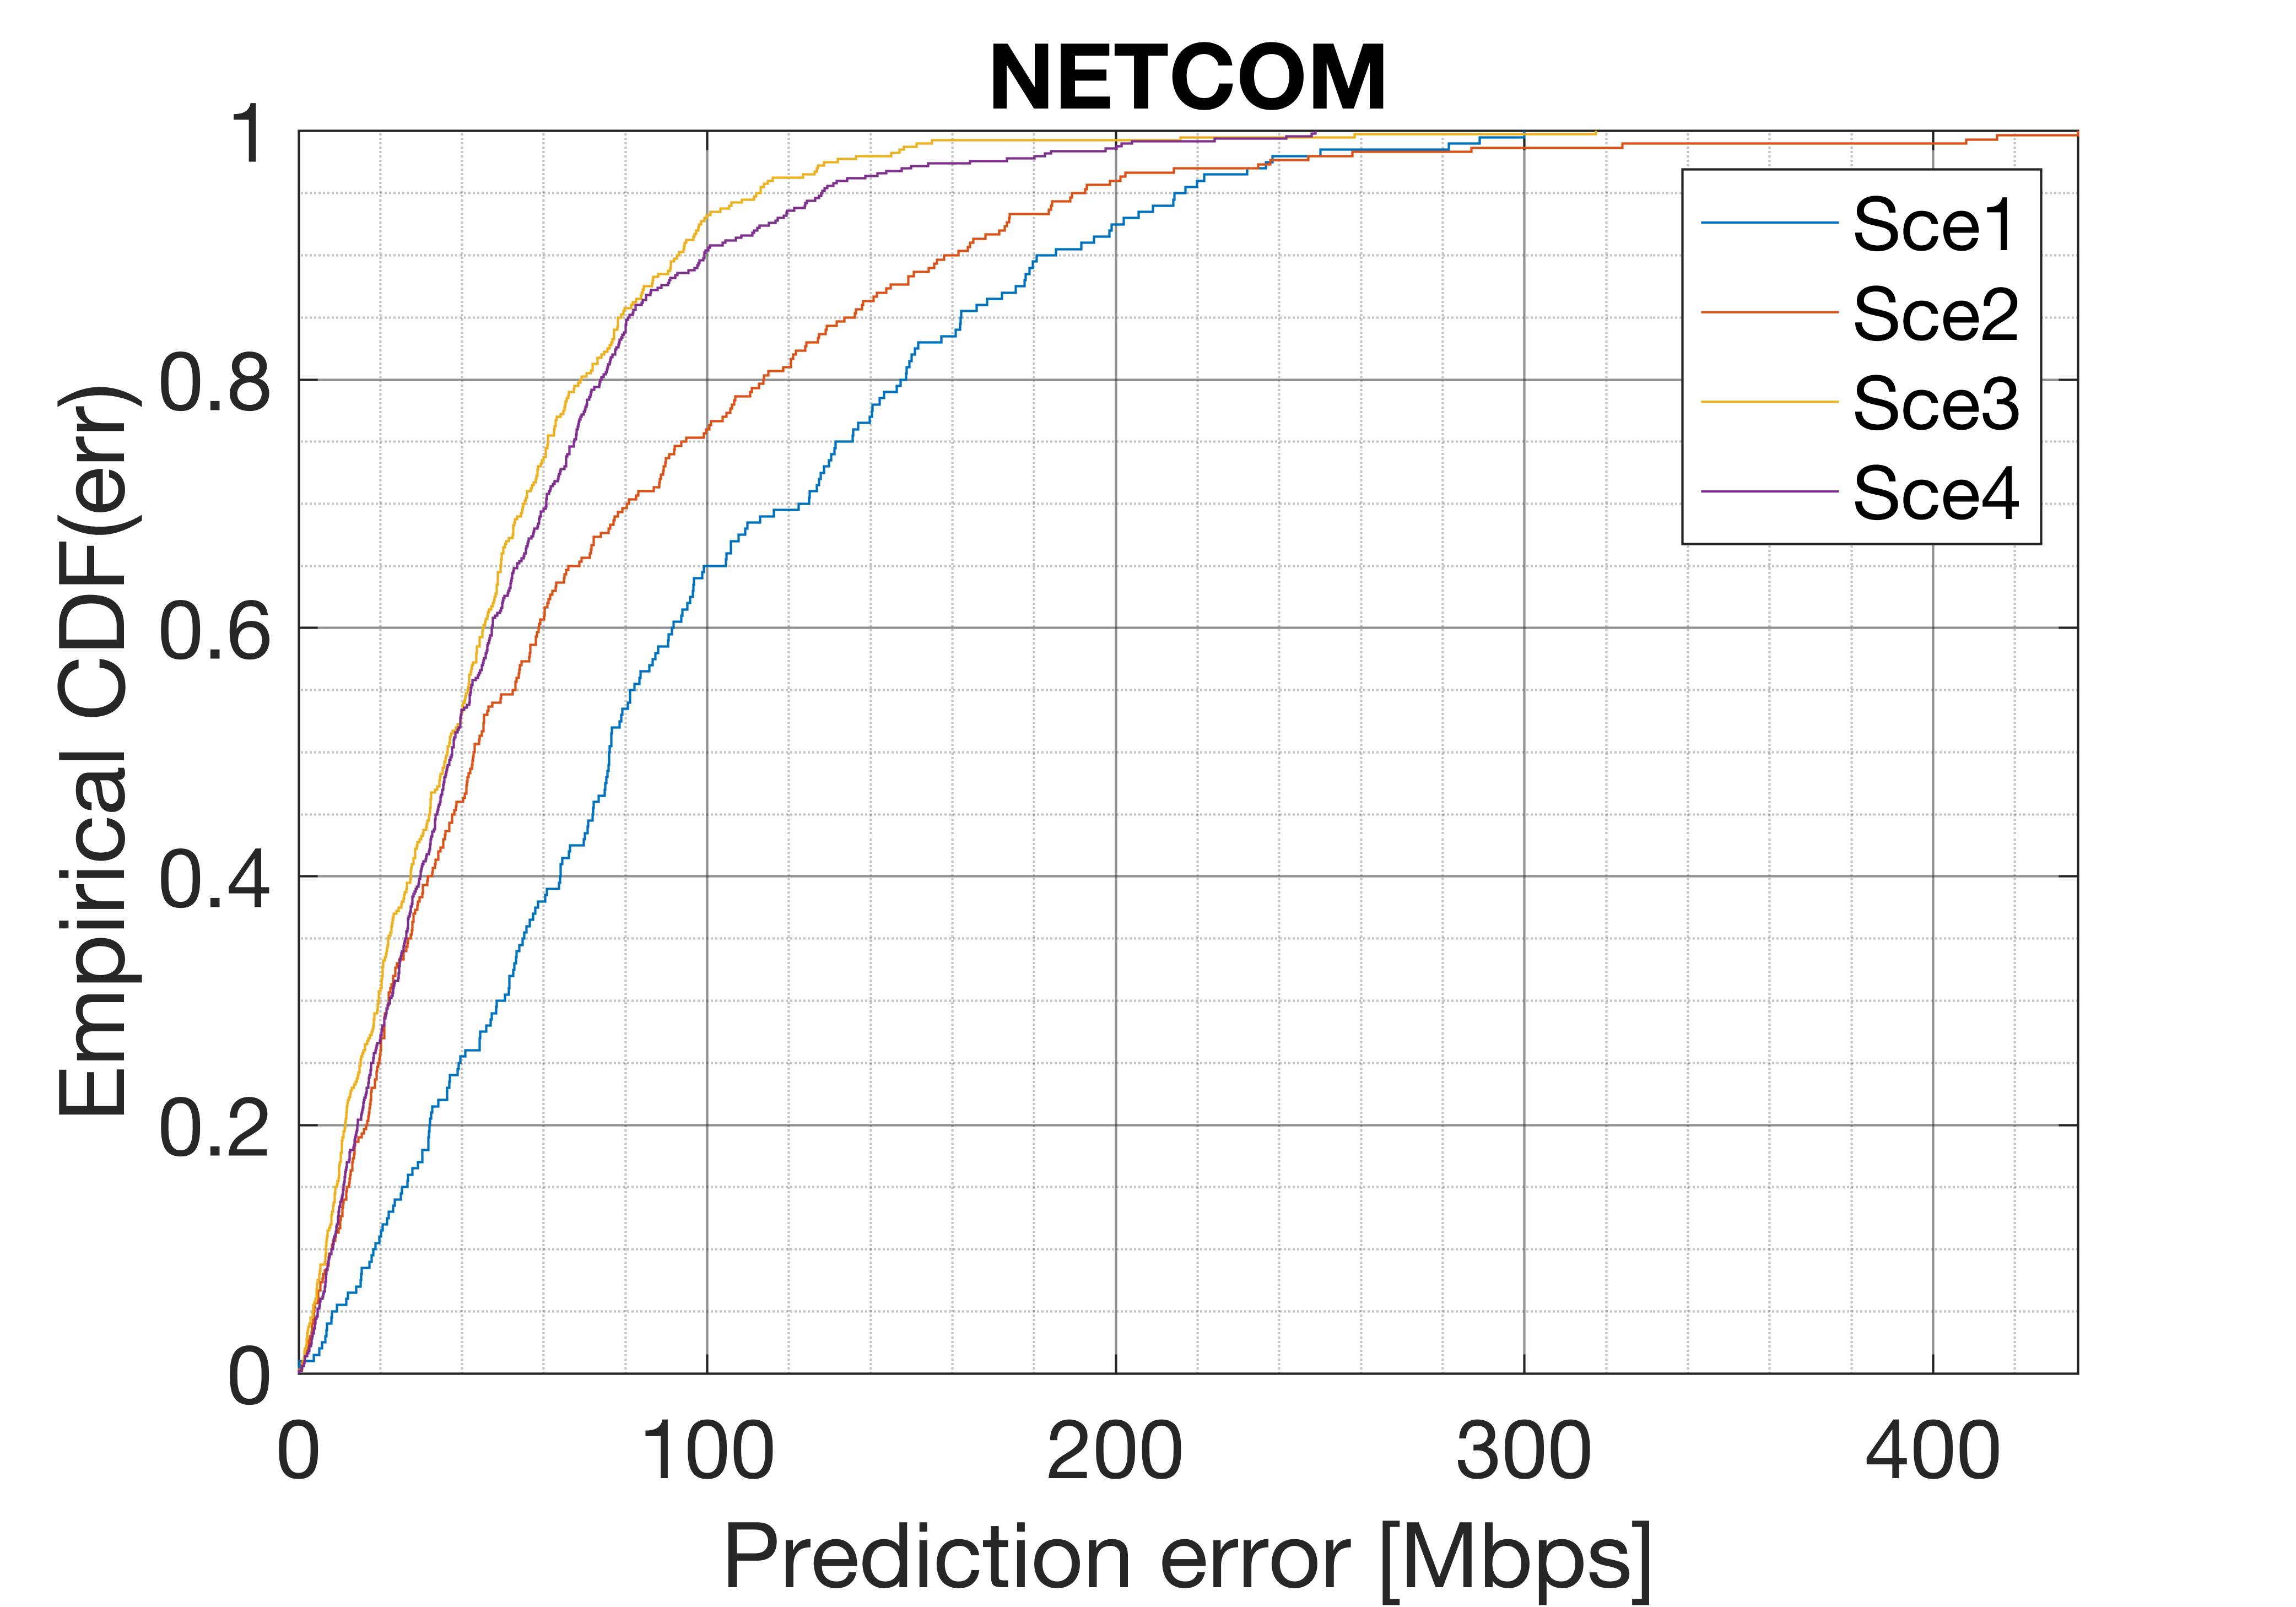 NETCOM
1
0.8
0.6
0.4
0.2
0
Empirical CDF(err)
Sce1
Sce2
Sce3
Sce4
0 100 200 300 400
Prediction error [Mbps]